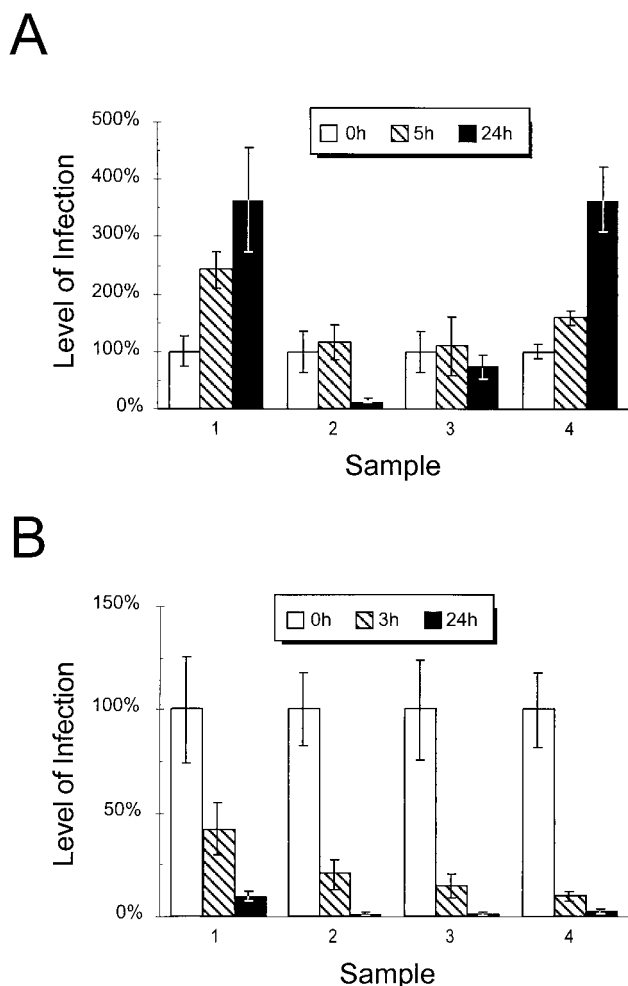 A
0h 5h 24h
500%
400%
300%
200%
100%
0%
Level of Infection
1 2 3 4
Sample
B
0h 3h 24h
150%
100%
50%
0%
Level of Infection
1 2 3 4
Sample